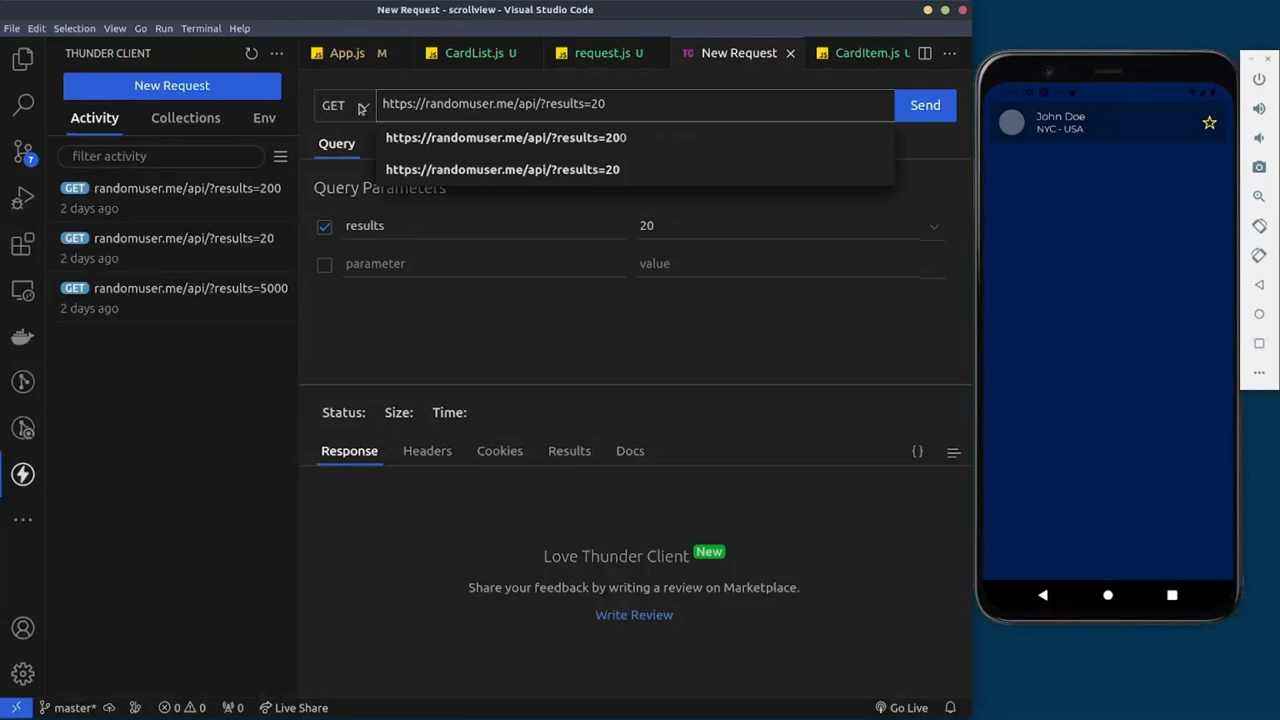 New Request - scrollview - Visual Studio Code
File Edit Selection View Go Run Terminal Help
THUNDER CLIENT
New Request
Activity Collections Env
filter activity
GET randomuser.me/api/?results=200
2 days ago
GET randomuser.me/api/?results=20
2 days ago
GET randomuser.me/api/?results=5000
2 days ago
7
App.js M CardList.js U request.js U TC New Request CardItem.js U
GET https://randomuser.me/api/?results=20 Send
https://randomuser.me/api/?results=200
https://randomuser.me/api/?results=20
Query
Query Parameters
results 20
parameter value
Status: Size: Time:
Response Headers Cookies Results Docs {}
Love Thunder Client New
Share your feedback by writing a review on Marketplace.
Write Review
master* 0 0 0 Live Share Go Live
John Doe
NYC - USA